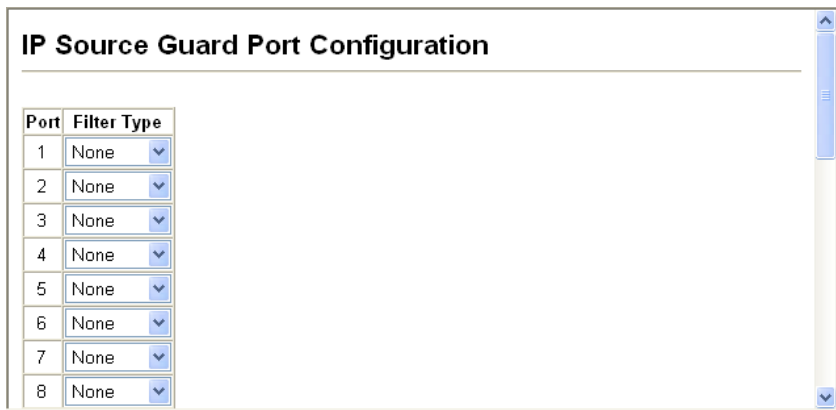 IP Source Guard Port Configuration
Port Filter Type
1 None
2 None
3 None
4 None
5 None
6 None
7 None
8 None